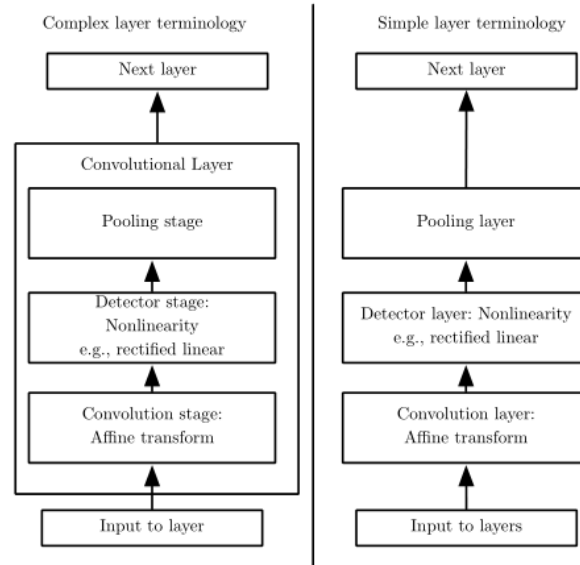 Complex layer terminology
Next layer
Convolutional Layer
Pooling stage
Detector stage:
Nonlinearity
e.g., rectified linear
Convolution stage:
Affine transform
Input to layer
Simple layer terminology
Next layer
Pooling layer
Detector layer: Nonlinearity
e.g., rectified linear
Convolution layer:
Affine transform
Input to layers